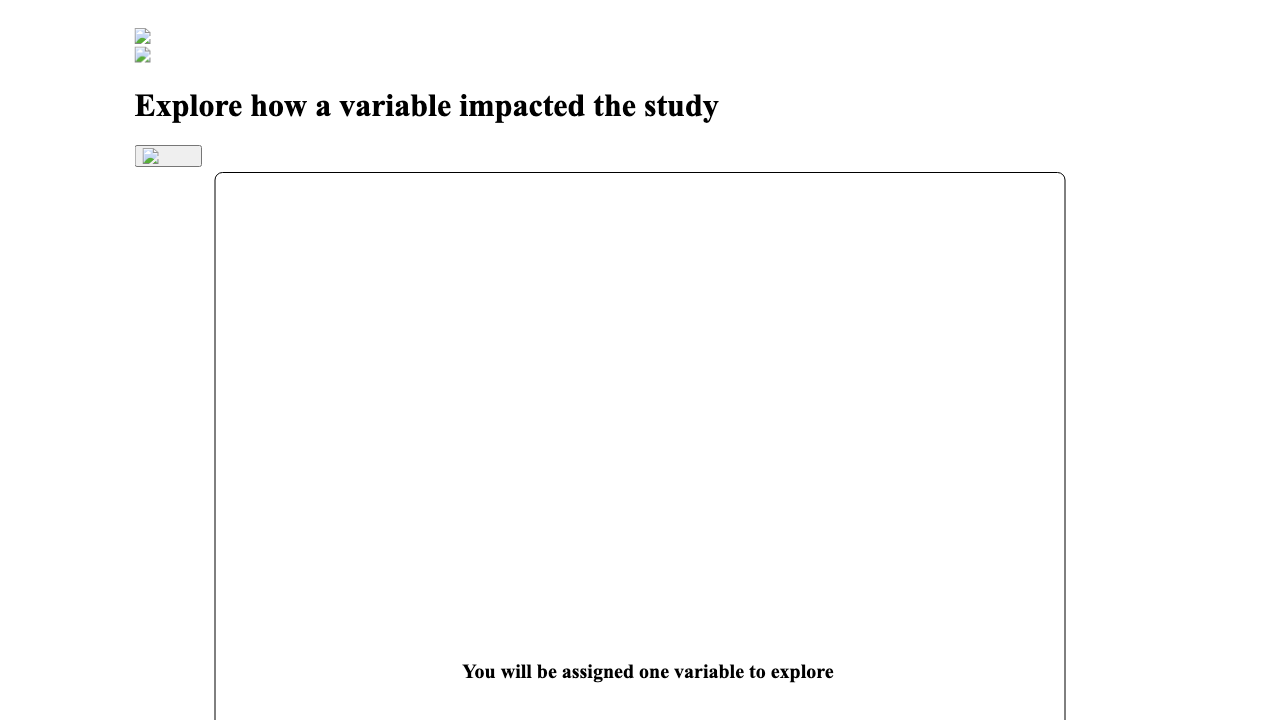 Explore how a variable impacted the study
You will be assigned one variable to explore